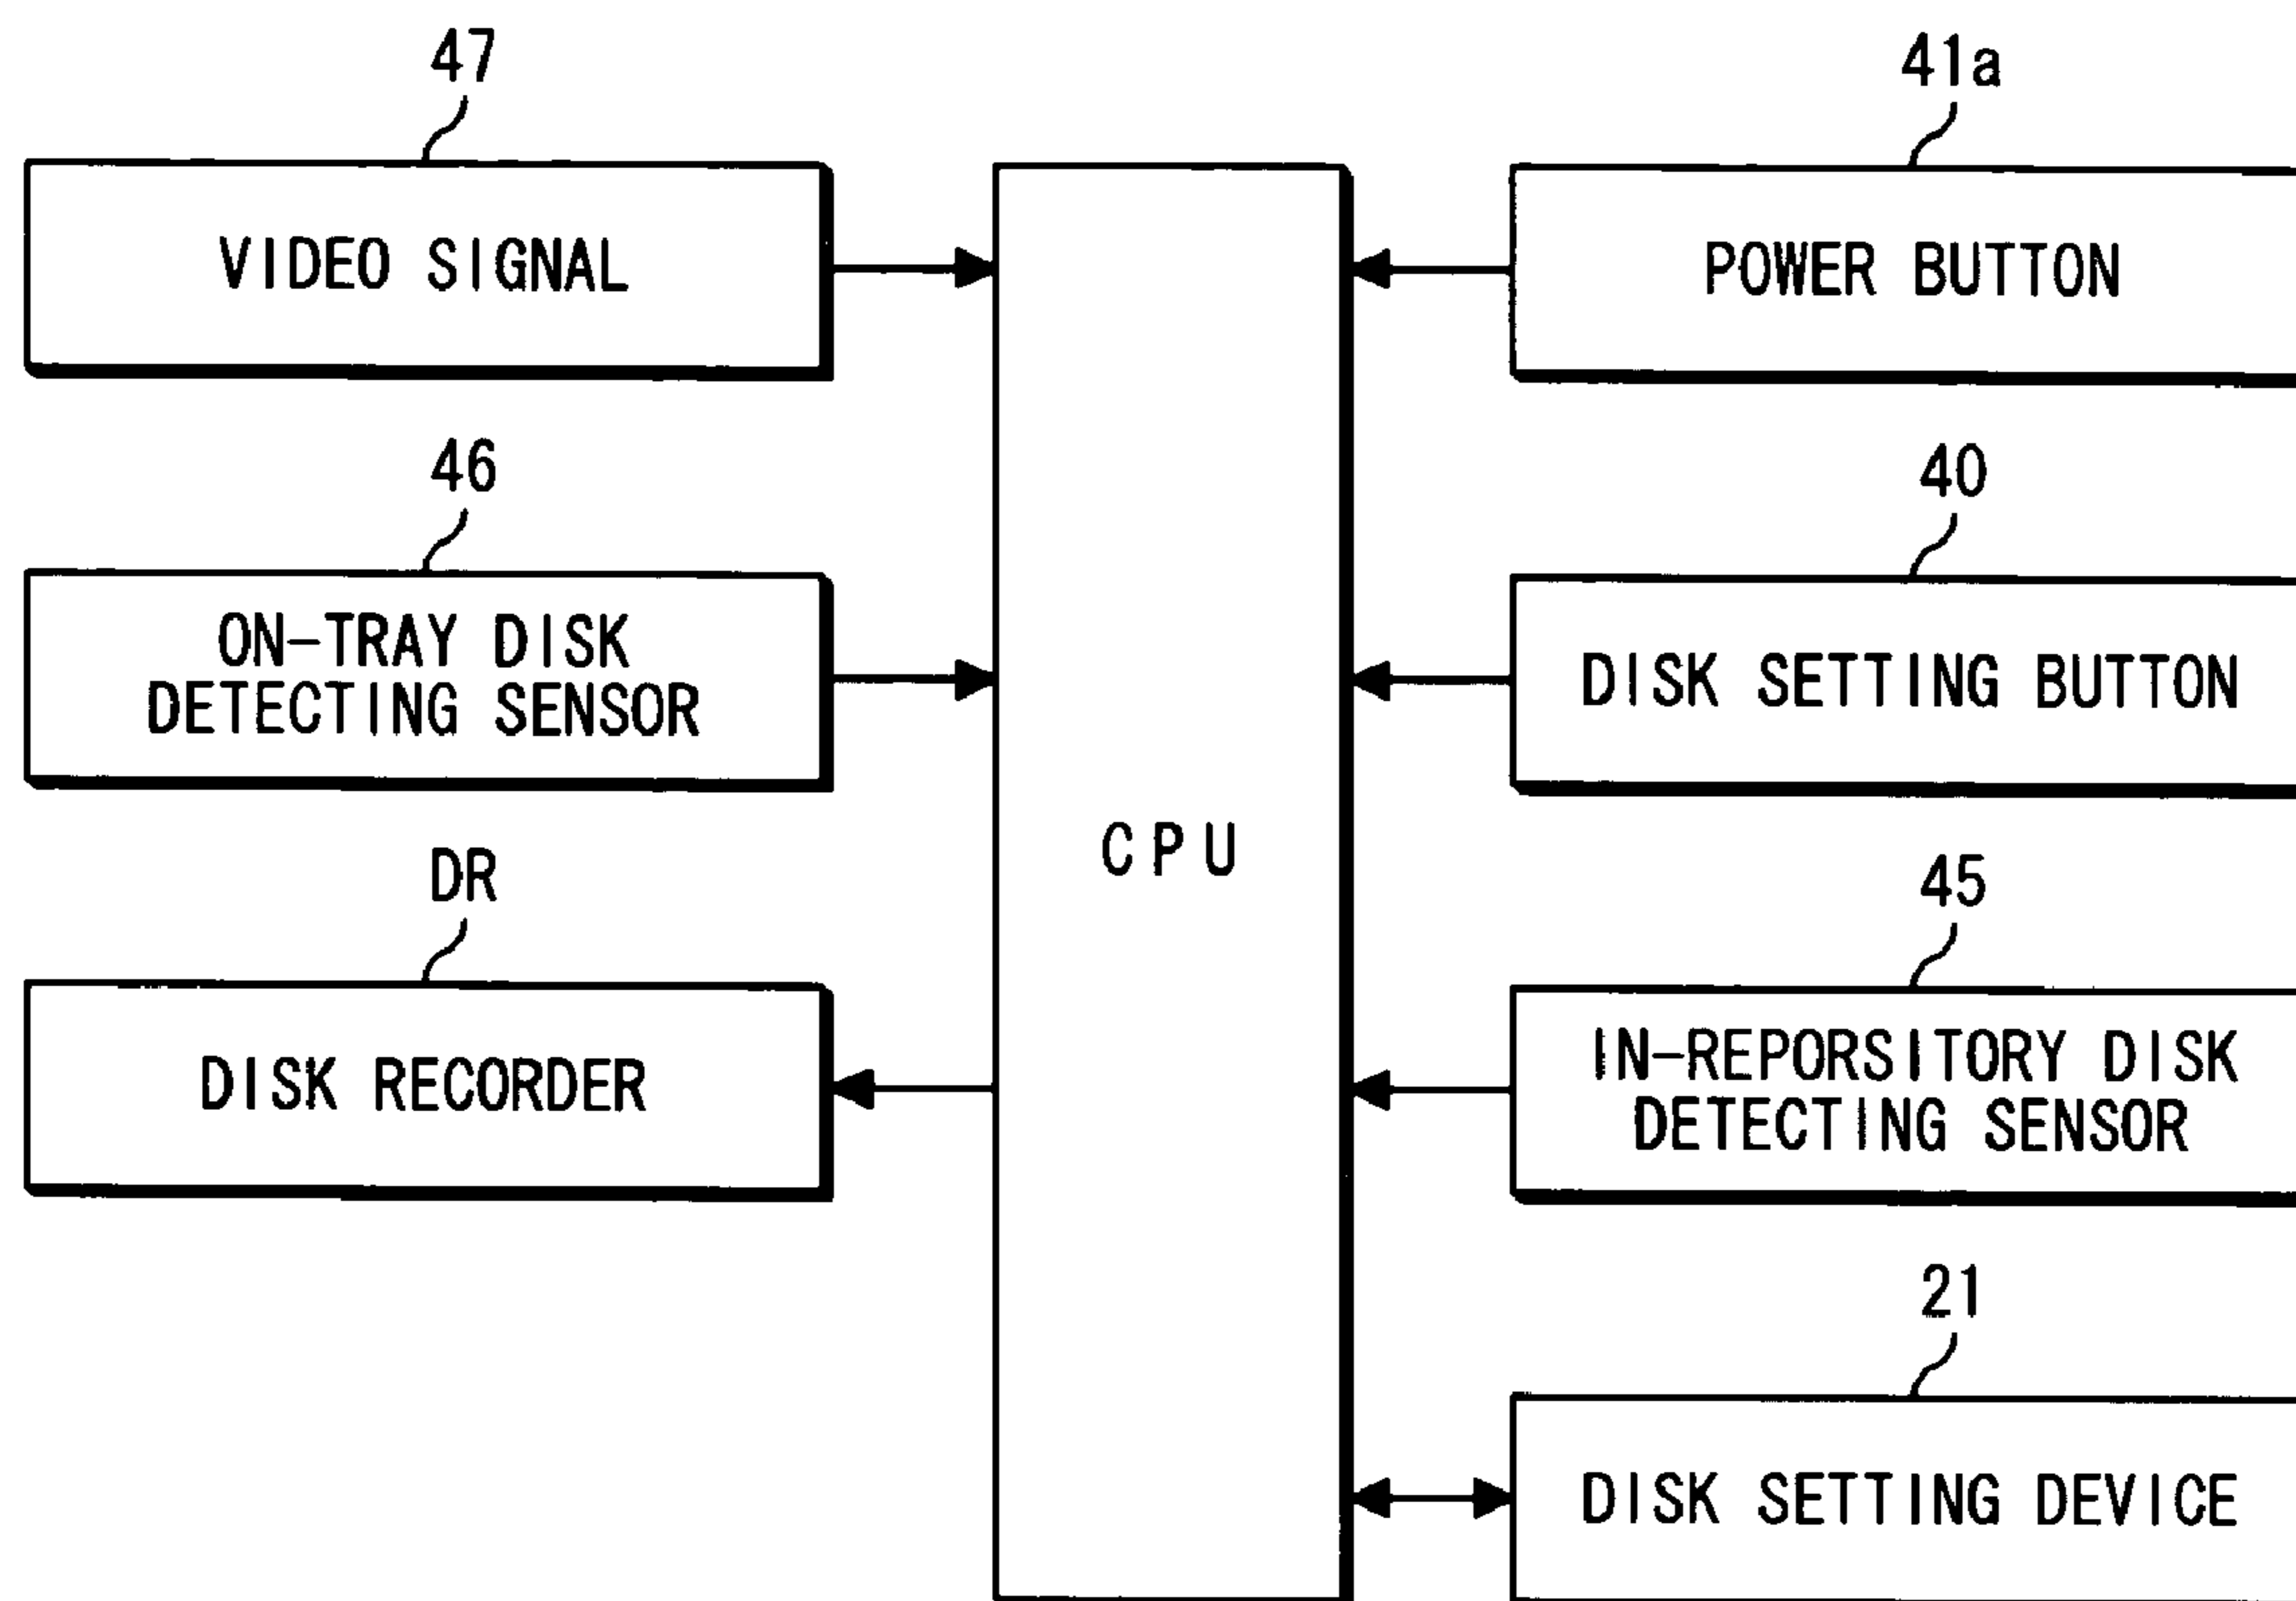 47
VIDEO SIGNAL
46
ON-TRAY DISK
DETECTING SENSOR
DR
DISK RECORDER
CPU
41a
POWER BUTTON
40
DISK SETTING BUTTON
45
IN-REPORSITORY DISK
DETECTING SENSOR
21
DISK SETTING DEVICE